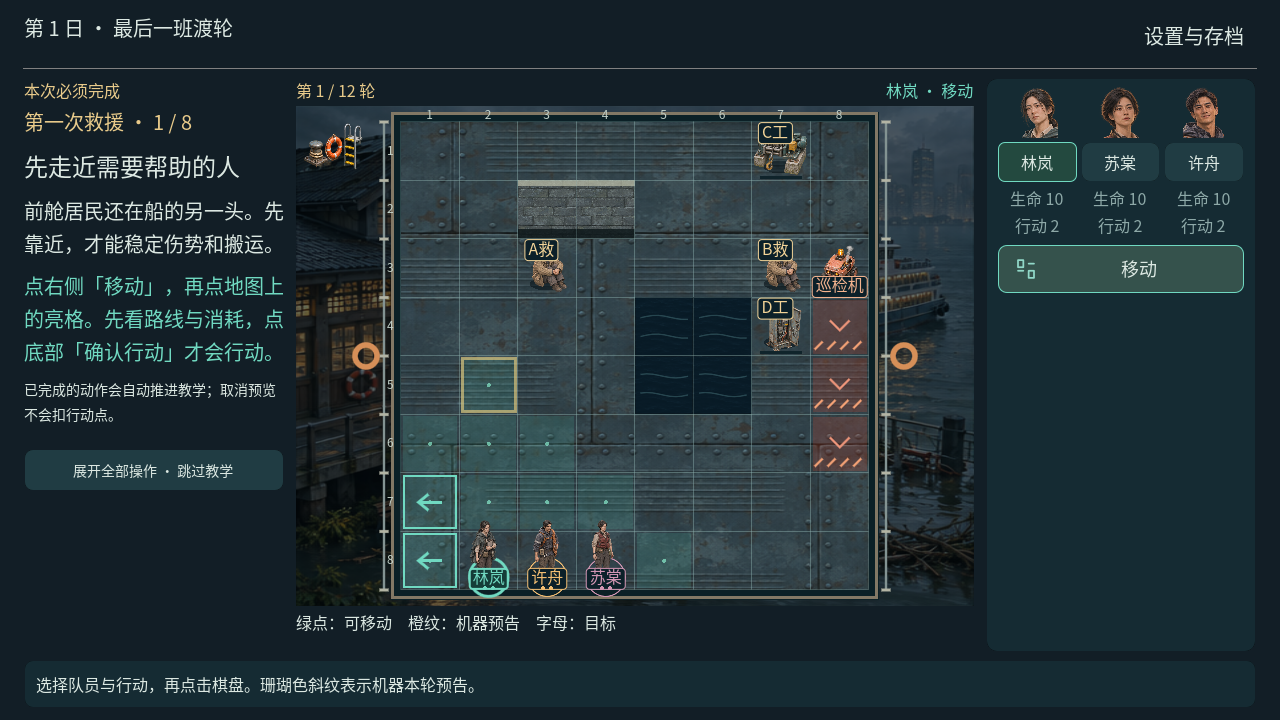 第 1 日 · 最后一班渡轮
设置与存档
本次必须完成
第一次救援 · 1 / 8
先走近需要帮助的人
前舱居民还在船的另一头。先
靠近，才能稳定伤势和搬运。
点右侧「移动」，再点地图上
的亮格。先看路线与消耗，点
底部「确认行动」才会行动。
已完成的动作会自动推进教学；取消预览
不会扣行动点。
展开全部操作 · 跳过教学
第 1 / 12 轮
林岚 · 移动
1 2 3 4 5 6 7 8
1
2
3
4
5
6
7
8
C工
A救
B救
巡检机
D工
林岚
许舟
苏棠
绿点：可移动 橙纹：机器预告 字母：目标
林岚 苏棠 许舟
生命 10 生命 10 生命 10
行动 2 行动 2 行动 2
移动
选择队员与行动，再点击棋盘。珊瑚色斜纹表示机器本轮预告。